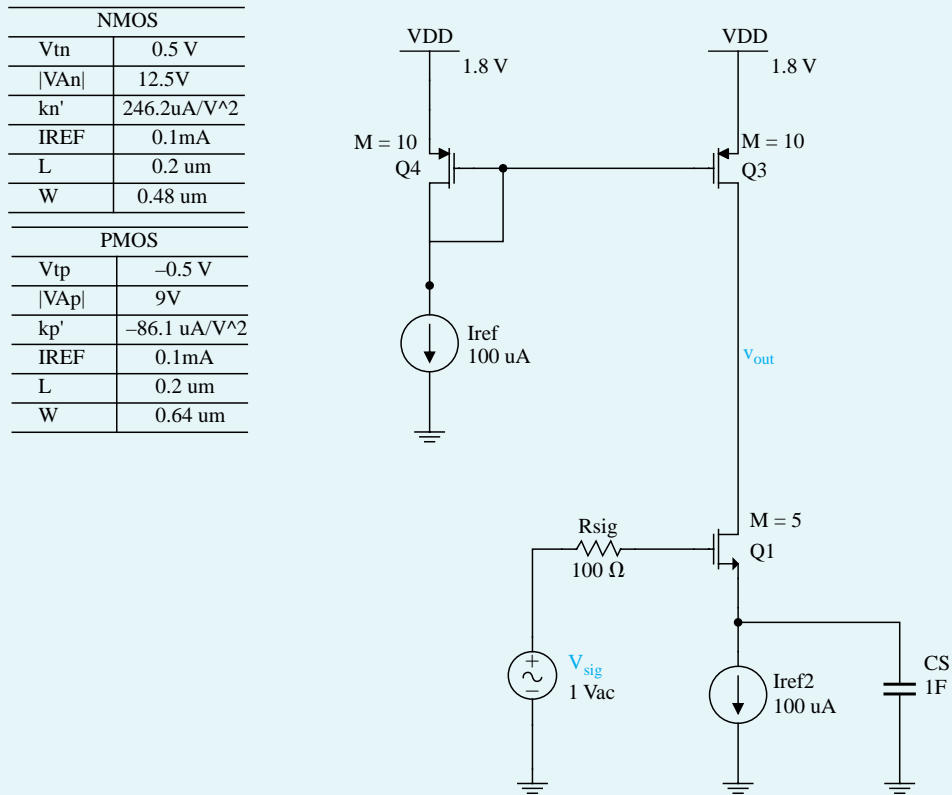 NMOS
Vtn 0.5 V
|VAn| 12.5V
kn' 246.2uA/V^2
IREF 0.1mA
L 0.2 um
W 0.48 um
PMOS
Vtp –0.5 V
|VAp| 9V
kp' –86.1 uA/V^2
IREF 0.1mA
L 0.2 um
W 0.64 um
VDD
1.8 V
VDD
1.8 V
M = 10
Q4
M = 10
Q3
Iref
100 uA
vout
Rsig
100 Ω
M = 5
Q1
Vsig
1 Vac
Iref2
100 uA
CS
1F